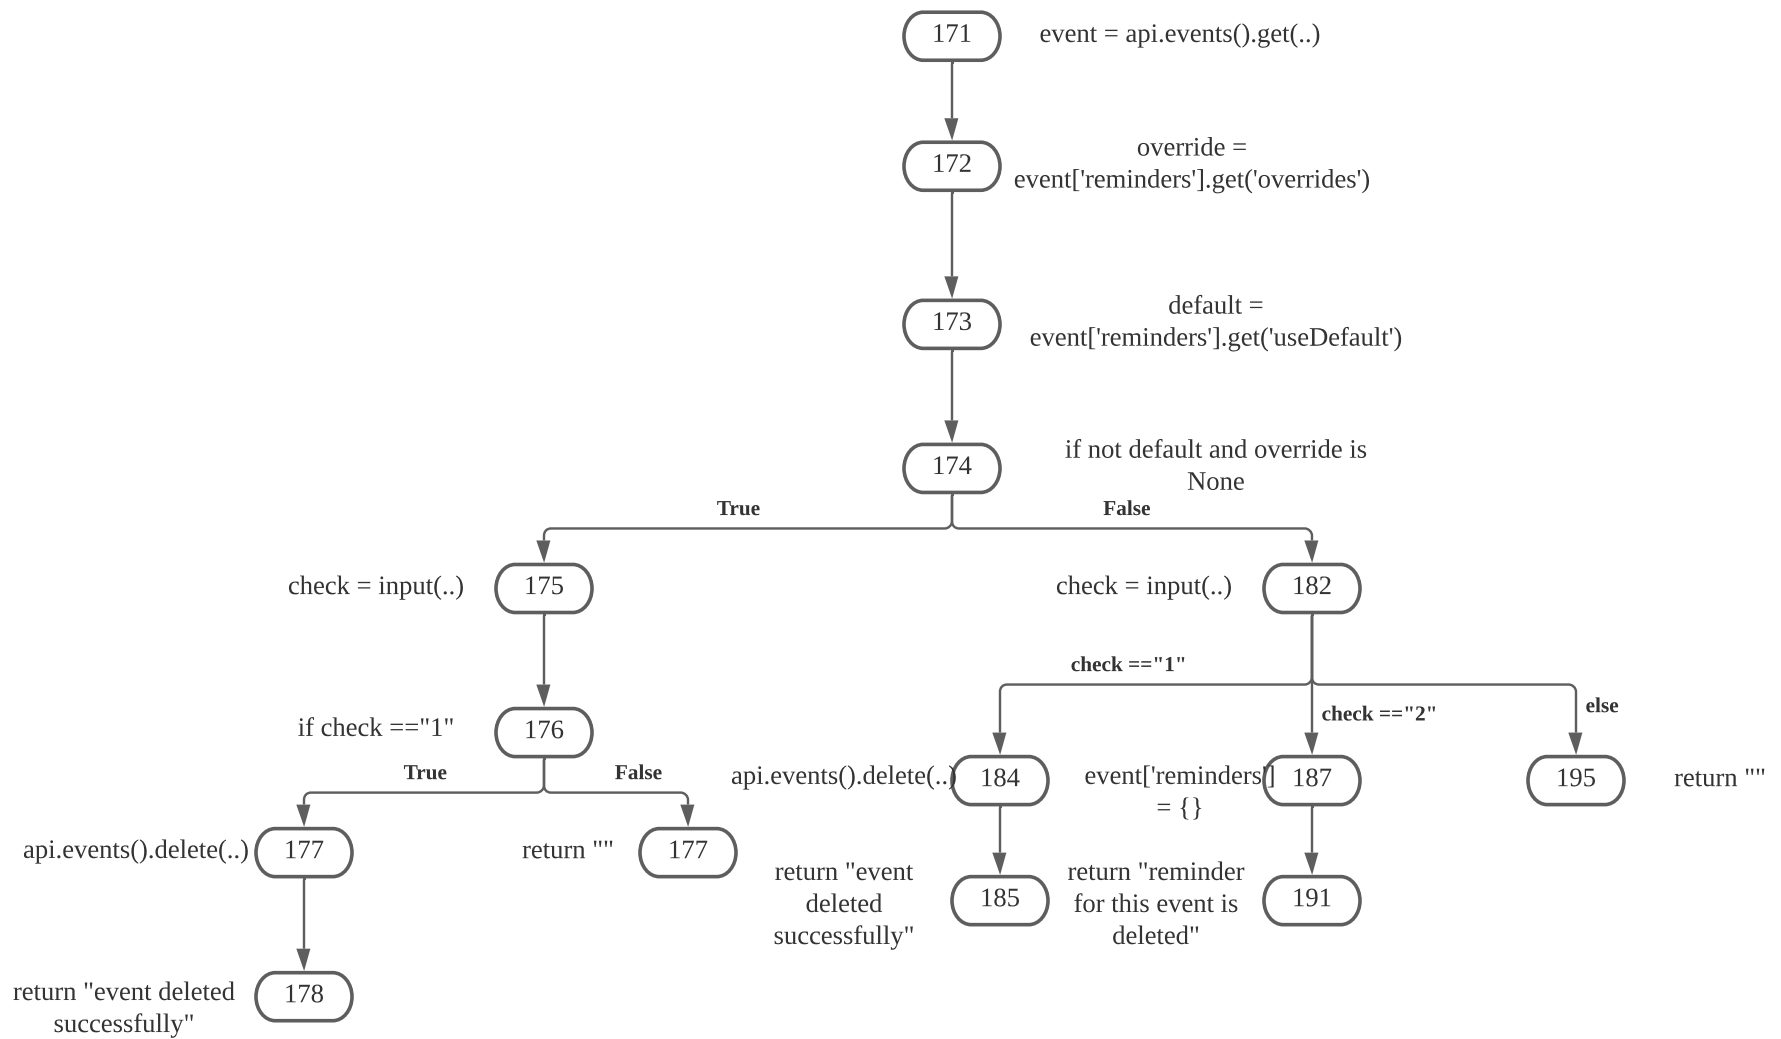 171
event = api.events().get(..)
172
override =
event['reminders'].get('overrides')
173
default =
event['reminders'].get('useDefault')
174
if not default and override is
None
True
False
check = input(..)
175
check = input(..)
182
check =="1"
check =="2"
else
if check =="1"
176
True
False
api.events().delete(..)
184
event['reminders']
= {}
187
195
return ""
api.events().delete(..)
177
return ""
177
return "event
deleted
successfully"
185
return "reminder
for this event is
deleted"
191
return "event deleted
successfully"
178